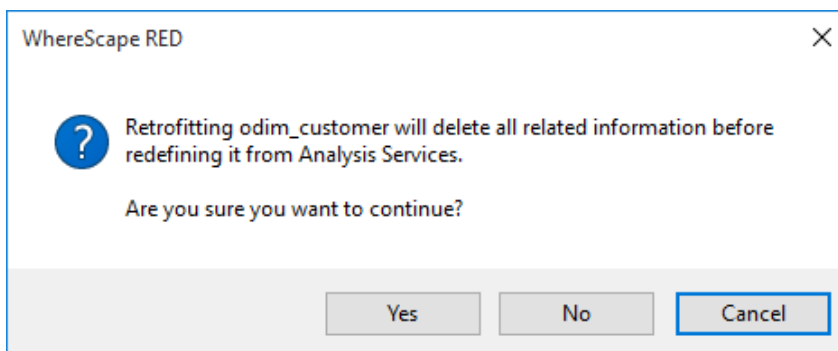 WhereScape RED
Retrofitting odim_customer will delete all related information before
redefining it from Analysis Services.
Are you sure you want to continue?
Yes No Cancel